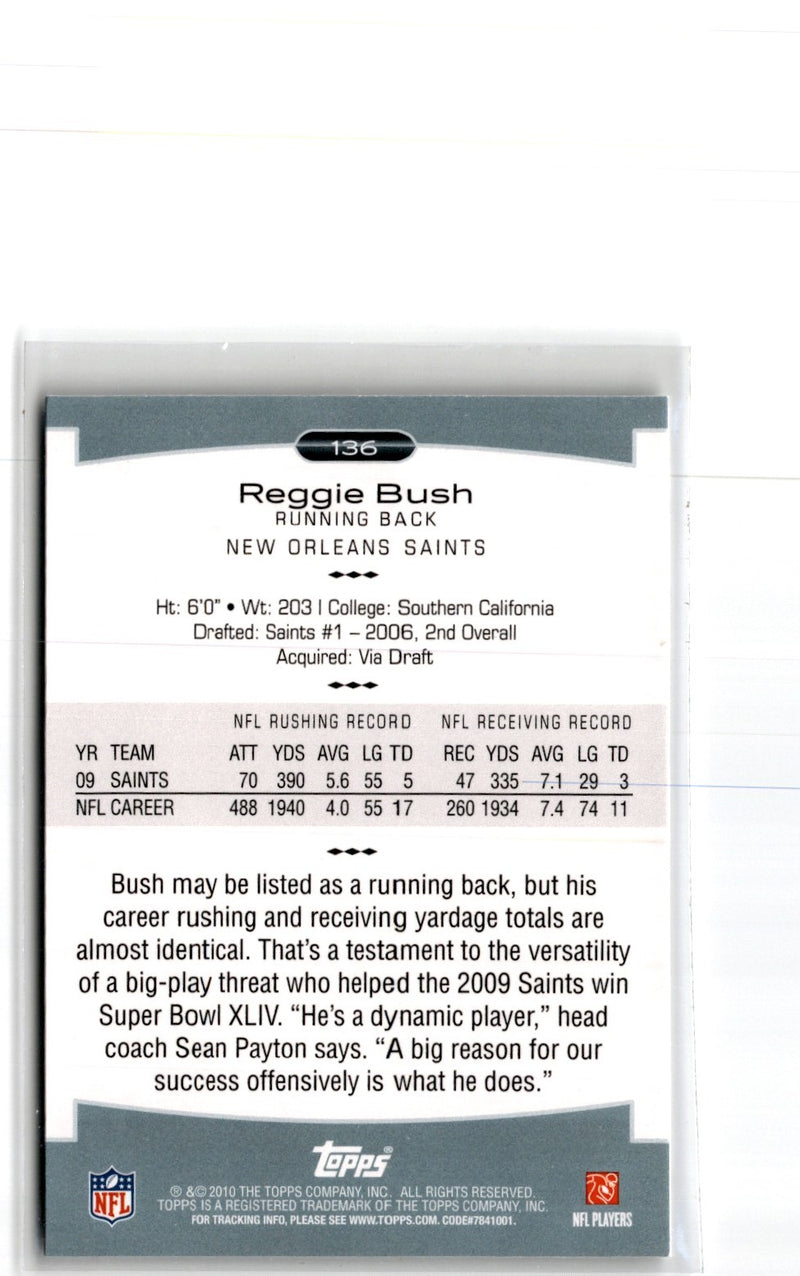 136
Reggie Bush
RUNNING BACK
NEW ORLEANS SAINTS
Ht: 6'0" • Wt: 203 | College: Southern California
Drafted: Saints #1 – 2006, 2nd Overall
Acquired: Via Draft
NFL RUSHING RECORD NFL RECEIVING RECORD
YR TEAM ATT YDS AVG LG TD REC YDS AVG LG TD
09 SAINTS 70 390 5.6 55 5 47 335 7.1 29 3
NFL CAREER 488 1940 4.0 55 17 260 1934 7.4 74 11
Bush may be listed as a running back, but his
career rushing and receiving yardage totals are
almost identical. That's a testament to the versatility
of a big-play threat who helped the 2009 Saints win
Super Bowl XLIV. “He's a dynamic player,” head
coach Sean Payton says. “A big reason for our
success offensively is what he does.”
topps®
® &© 2010 THE TOPPS COMPANY, INC. ALL RIGHTS RESERVED.
TOPPS IS A REGISTERED TRADEMARK OF THE TOPPS COMPANY, INC.
FOR TRACKING INFO, PLEASE SEE WWW.TOPPS.COM. CODE#7841001.
NFL
NFL PLAYERS